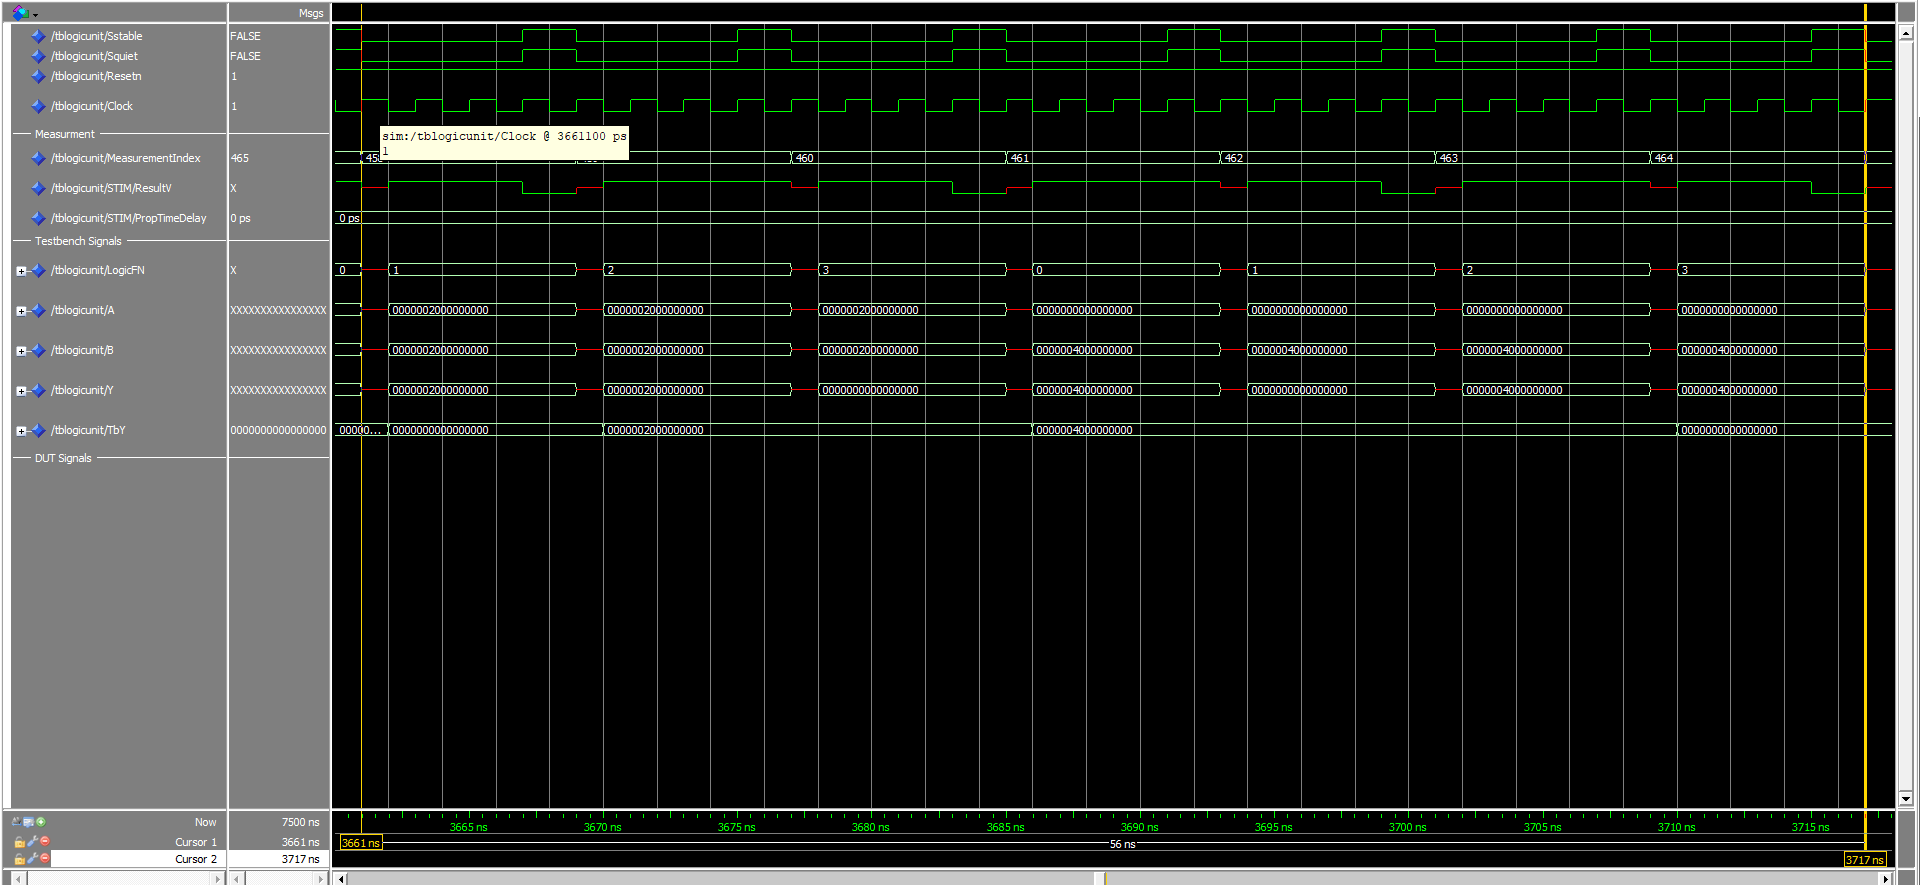 Msgs
/tblogicunit/Sstable FALSE
/tblogicunit/Squiet FALSE
/tblogicunit/Resetn 1
/tblogicunit/Clock 1
Measurment
sim:/tblogicunit/Clock @ 3661100 ps
1
/tblogicunit/MeasurementIndex 465 460 461 462 463 464
/tblogicunit/STIM/ResultV X
/tblogicunit/STIM/PropTimeDelay 0 ps 0 ps
Testbench Signals
/tblogicunit/LogicFN X 0 1 2 3 0 1 2 3
/tblogicunit/A XXXXXXXXXXXXXXXX 0000002000000000 0000002000000000 0000002000000000 0000000000000000 0000000000000000 0000000000000000 0000000000000000
/tblogicunit/B XXXXXXXXXXXXXXXX 0000002000000000 0000002000000000 0000002000000000 0000004000000000 0000004000000000 0000004000000000 0000004000000000
/tblogicunit/Y XXXXXXXXXXXXXXXX 0000002000000000 0000002000000000 0000000000000000 0000004000000000 0000000000000000 0000004000000000 0000004000000000
/tblogicunit/TbY 0000000000000000 00000... 0000000000000000 0000002000000000 0000004000000000 0000000000000000
DUT Signals
Now 7500 ns 3665 ns 3670 ns 3675 ns 3680 ns 3685 ns 3690 ns 3695 ns 3700 ns 3705 ns 3710 ns 3715 ns
Cursor 1 3661 ns 3661 ns 56 ns
Cursor 2 3717 ns 3717 ns